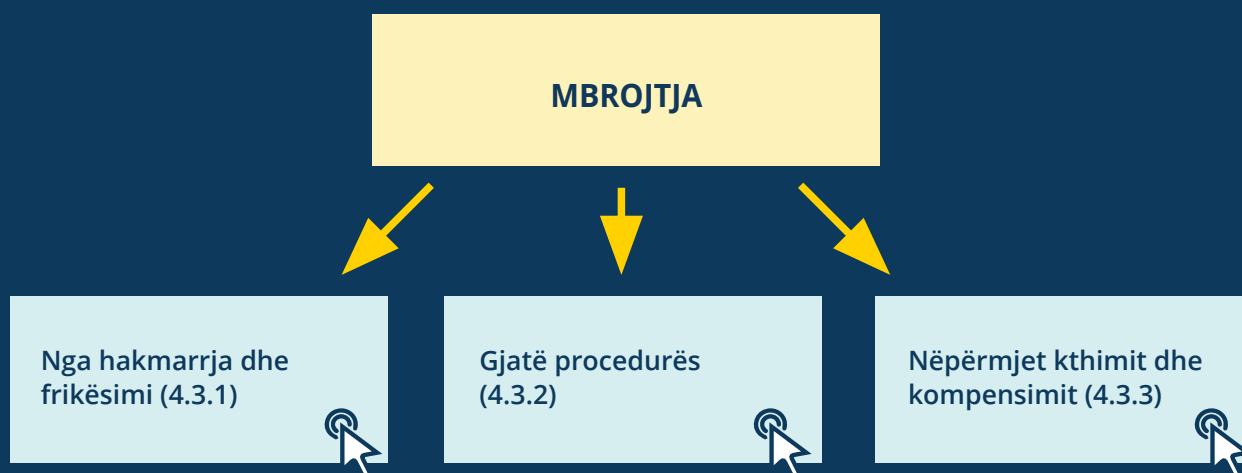 MBROJTJA
Nga hakmarrja dhe
frikësimi (4.3.1)
Gjatë procedurës
(4.3.2)
Nëpërmjet kthimit dhe
kompensimit (4.3.3)